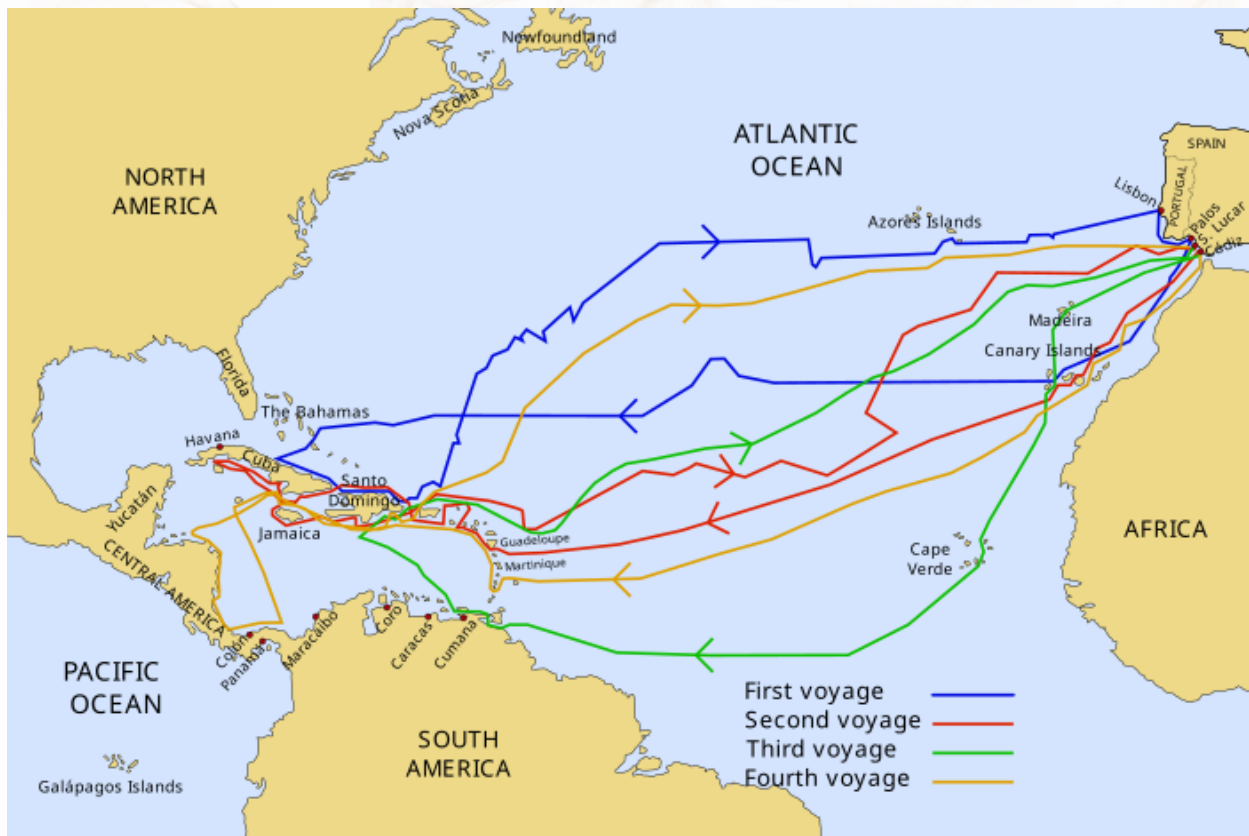 Newfoundland
Nova Scotia
ATLANTIC
OCEAN
SPAIN
PORTUGAL
NORTH
AMERICA
Lisbon
Palos
S. Lucar
Cádiz
Azores Islands
Madeira
Canary Islands
Florida
The Bahamas
Havana
Cuba
Santo
Domingo
Yucatán
Jamaica
Guadeloupe
Martinique
Cape
Verde
AFRICA
CENTRAL AMERICA
Colón
Panamá
Maracaibo
Coro
Caracas
Cumana
PACIFIC
OCEAN
SOUTH
AMERICA
Galápagos Islands
First voyage
Second voyage
Third voyage
Fourth voyage